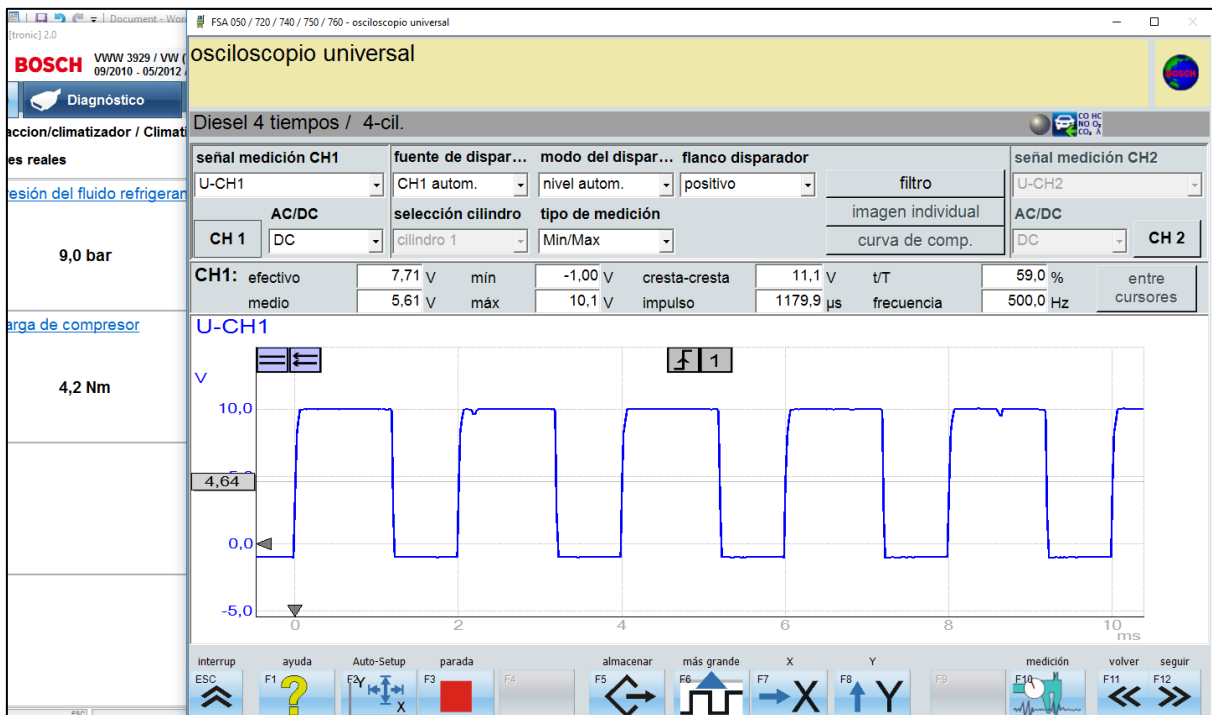 Document - Wor
[tronic] 2.0
BOSCH
VWW 3929 / VW (
09/2010 - 05/2012
Diagnóstico
accion/climatizador / Climati
es reales
resión del fluido refrigeran
9,0 bar
arga de compresor
4,2 Nm
ESC
FSA 050 / 720 / 740 / 750 / 760 - osciloscopio universal
osciloscopio universal
BOSCH
Diesel 4 tiempos / 4-cil.
CO HC
NO O₂
CO₂ λ
señal medición CH1 fuente de dispar... modo del dispar... flanco disparador señal medición CH2
U-CH1 CH1 autom. nivel autom. positivo filtro U-CH2
AC/DC selección cilindro tipo de medición imagen individual AC/DC
CH 1 DC cilindro 1 Min/Max curva de comp. DC CH 2
CH1: efectivo 7,71 V mín -1,00 V cresta-cresta 11,1 V t/T 59,0 % entre cursores
medio 5,61 V máx 10,1 V impulso 1179,9 µs frecuencia 500,0 Hz
U-CH1
1
V
10,0
4,64
0,0
-5,0
0 2 4 6 8 10
ms
interrup ayuda Auto-Setup parada almacenar más grande X Y medición volver seguir
ESC F1 F2 F3 F4 F5 F6 F7 F8 F9 F10 F11 F12
Y X X Y